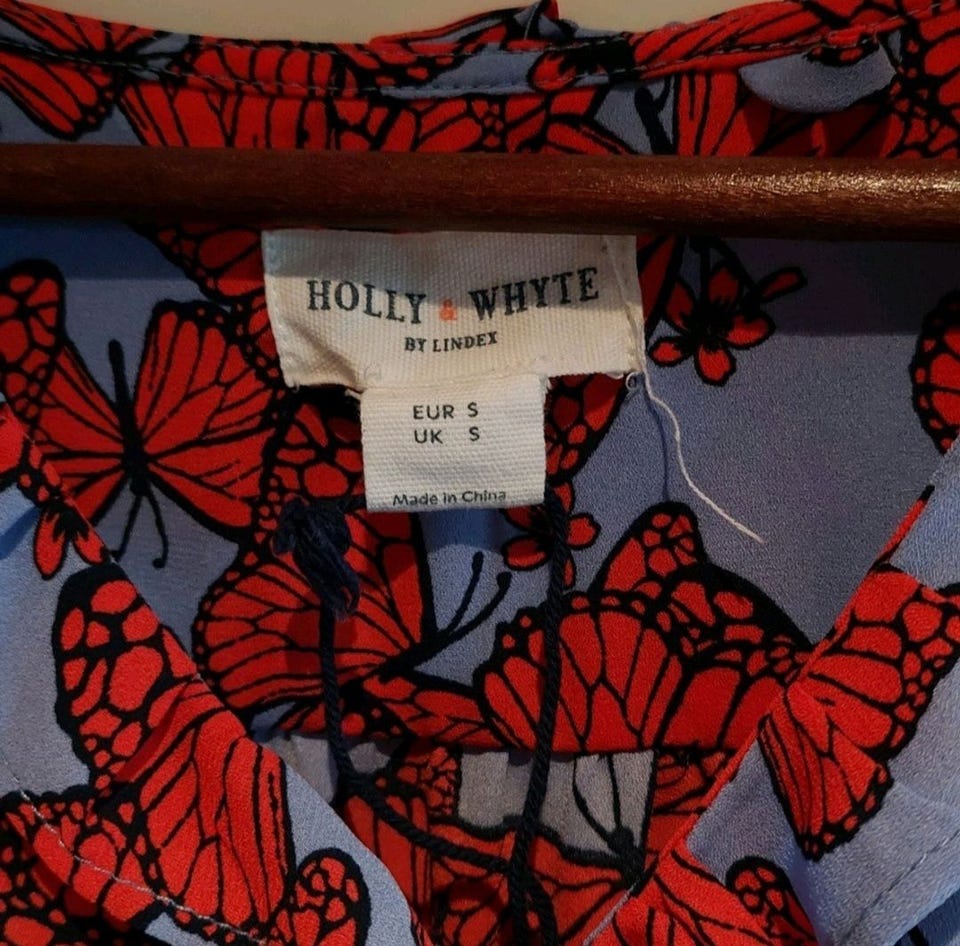 HOLLY & WHYTE
BY LINDEX
EUR S
UK S
Made in China